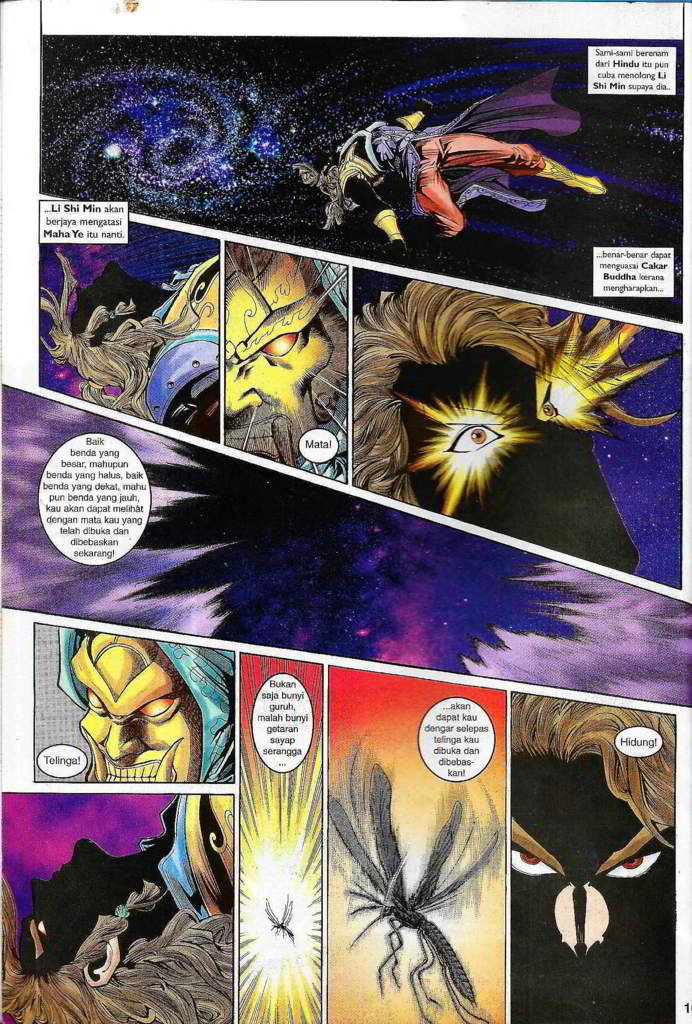 Sami-sami berenam
dari Hindu itu pun
cuba menolong Li
Shi Min supaya dia..
...benar-benar dapat
menguasai Cakar
Buddha kerana
mengharapkan...
...Li Shi Min akan
berjaya mengatasi
Maha Ye itu nanti.
Mata!
Baik
benda yang
besar, mahupun
benda yang halus, baik
benda yang dekat, mahu
pun benda yang jauh,
kau akan dapat melihat
dengan mata kau yang
telah dibuka dan
dibebaskan
sekarang!
Telinga!
Bukan
saja bunyi
guruh,
malah bunyi
getaran
sayap
serangga
...
...akan
dapat kau
dengar selepas
telinga kau
dibuka dan
dibebas-
kan!
Hidung!